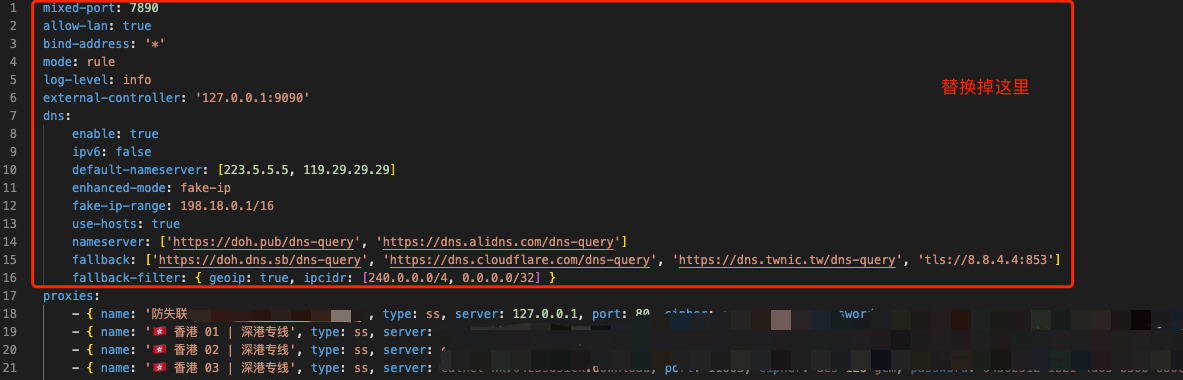 1 mixed-port: 7890
2 allow-lan: true
3 bind-address: '*'
4 mode: rule
5 log-level: info
6 external-controller: '127.0.0.1:9090'
替换掉这里
7 dns:
8 enable: true
9 ipv6: false
10 default-nameserver: [223.5.5.5, 119.29.29.29]
11 enhanced-mode: fake-ip
12 fake-ip-range: 198.18.0.1/16
13 use-hosts: true
14 nameserver: ['https://doh.pub/dns-query', 'https://dns.alidns.com/dns-query']
15 fallback: ['https://doh.dns.sb/dns-query', 'https://dns.cloudflare.com/dns-query', 'https://dns.twnic.tw/dns-query', 'tls://8.8.4.4:853']
16 fallback-filter: { geoip: true, ipcidr: [240.0.0.0/4, 0.0.0.0/32] }
17 proxies:
18 - { name: '防失联 , type: ss, server: 127.0.0.1, port: 80
19 - { name: '🇭🇰 香港 01 | 深港专线', type: ss, server:
20 - { name: '🇭🇰 香港 02 | 深港专线', type: ss, server:
21 - { name: '🇭🇰 香港 03 | 深港专线', type: ss, server: